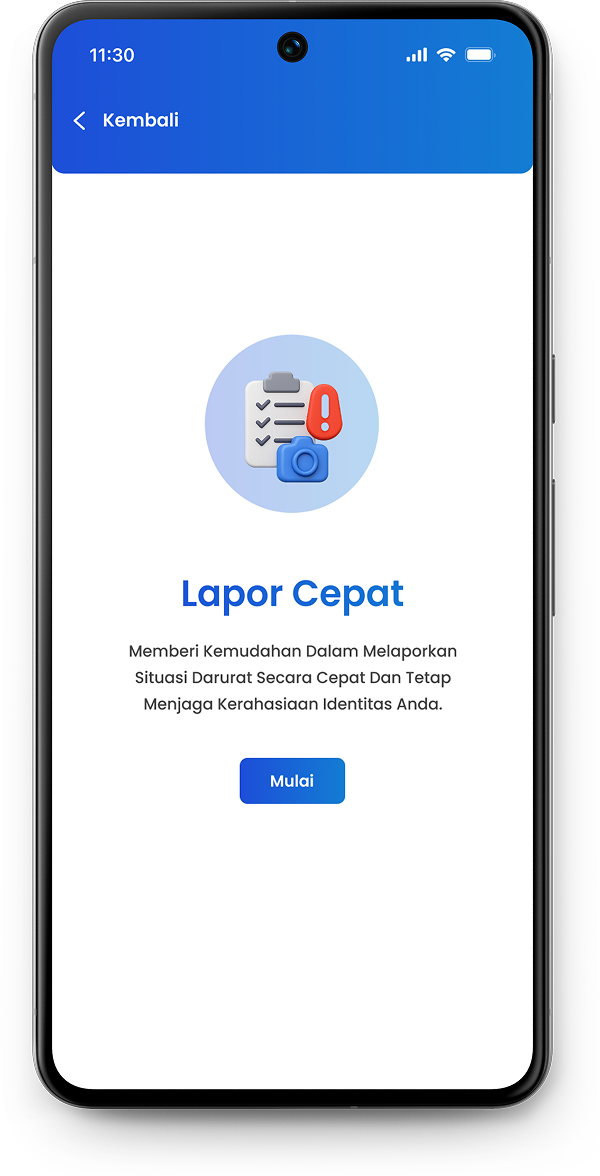 11:30
Kembali
Lapor Cepat
Memberi Kemudahan Dalam Melaporkan
Situasi Darurat Secara Cepat Dan Tetap
Menjaga Kerahasiaan Identitas Anda.
Mulai